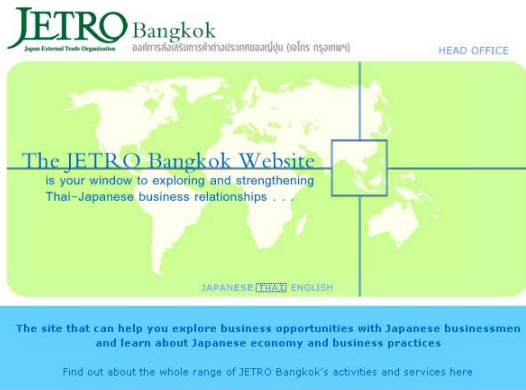 JETRO Bangkok
Japan External Trade Organization
องค์การส่งเสริมการค้าต่างประเทศของญี่ปุ่น (เจโทร กรุงเทพฯ)
HEAD OFFICE
The JETRO Bangkok Website
is your window to exploring and strengthening
Thai-Japanese business relationships . . .
JAPANESE THAI ENGLISH
The site that can help you explore business opportunities with Japanese businessmen
and learn about Japanese economy and business practices
Find out about the whole range of JETRO Bangkok's activities and services here